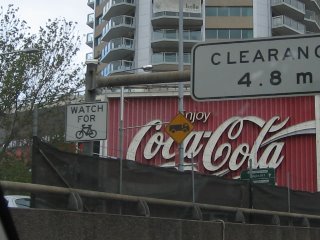 CLEARANCE
4.8 m
WATCH
FOR
Enjoy
Coca-Cola